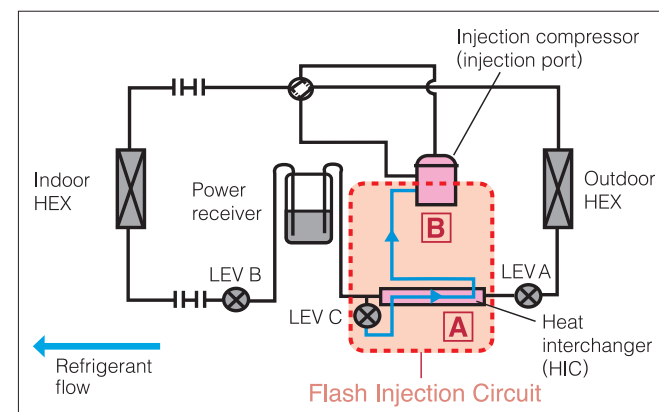 Injection compressor
(injection port)
Indoor
HEX
Power
receiver
Outdoor
HEX
B
LEV B
LEV A
LEV C
A
Heat
interchanger
(HIC)
Refrigerant
flow
Flash Injection Circuit